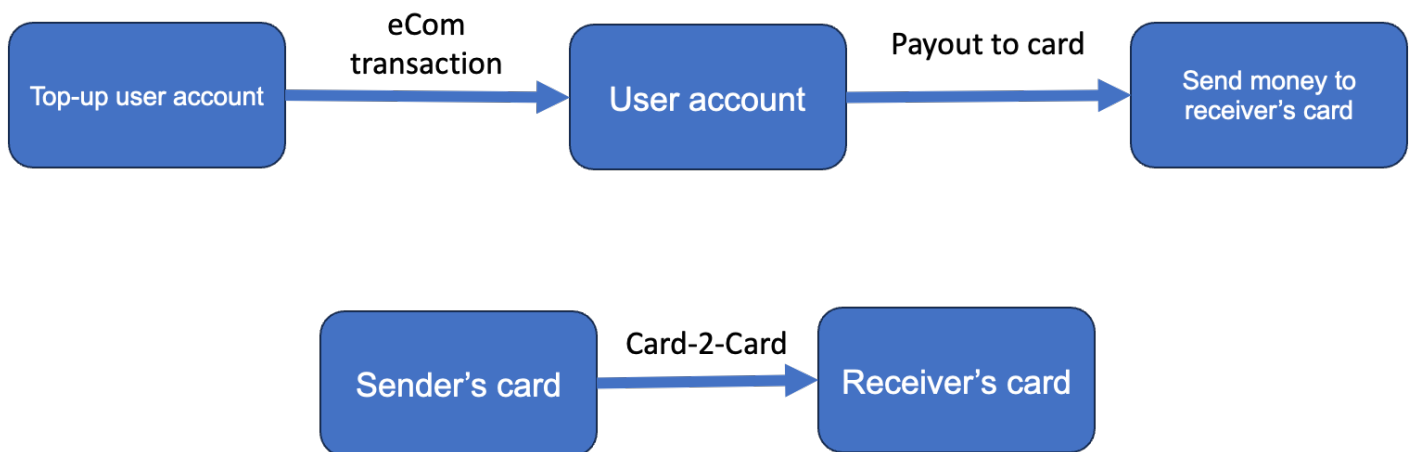 eCom
transaction
Payout to card
Top-up user account
User account
Send money to
receiver’s card
Card-2-Card
Sender’s card
Receiver’s card